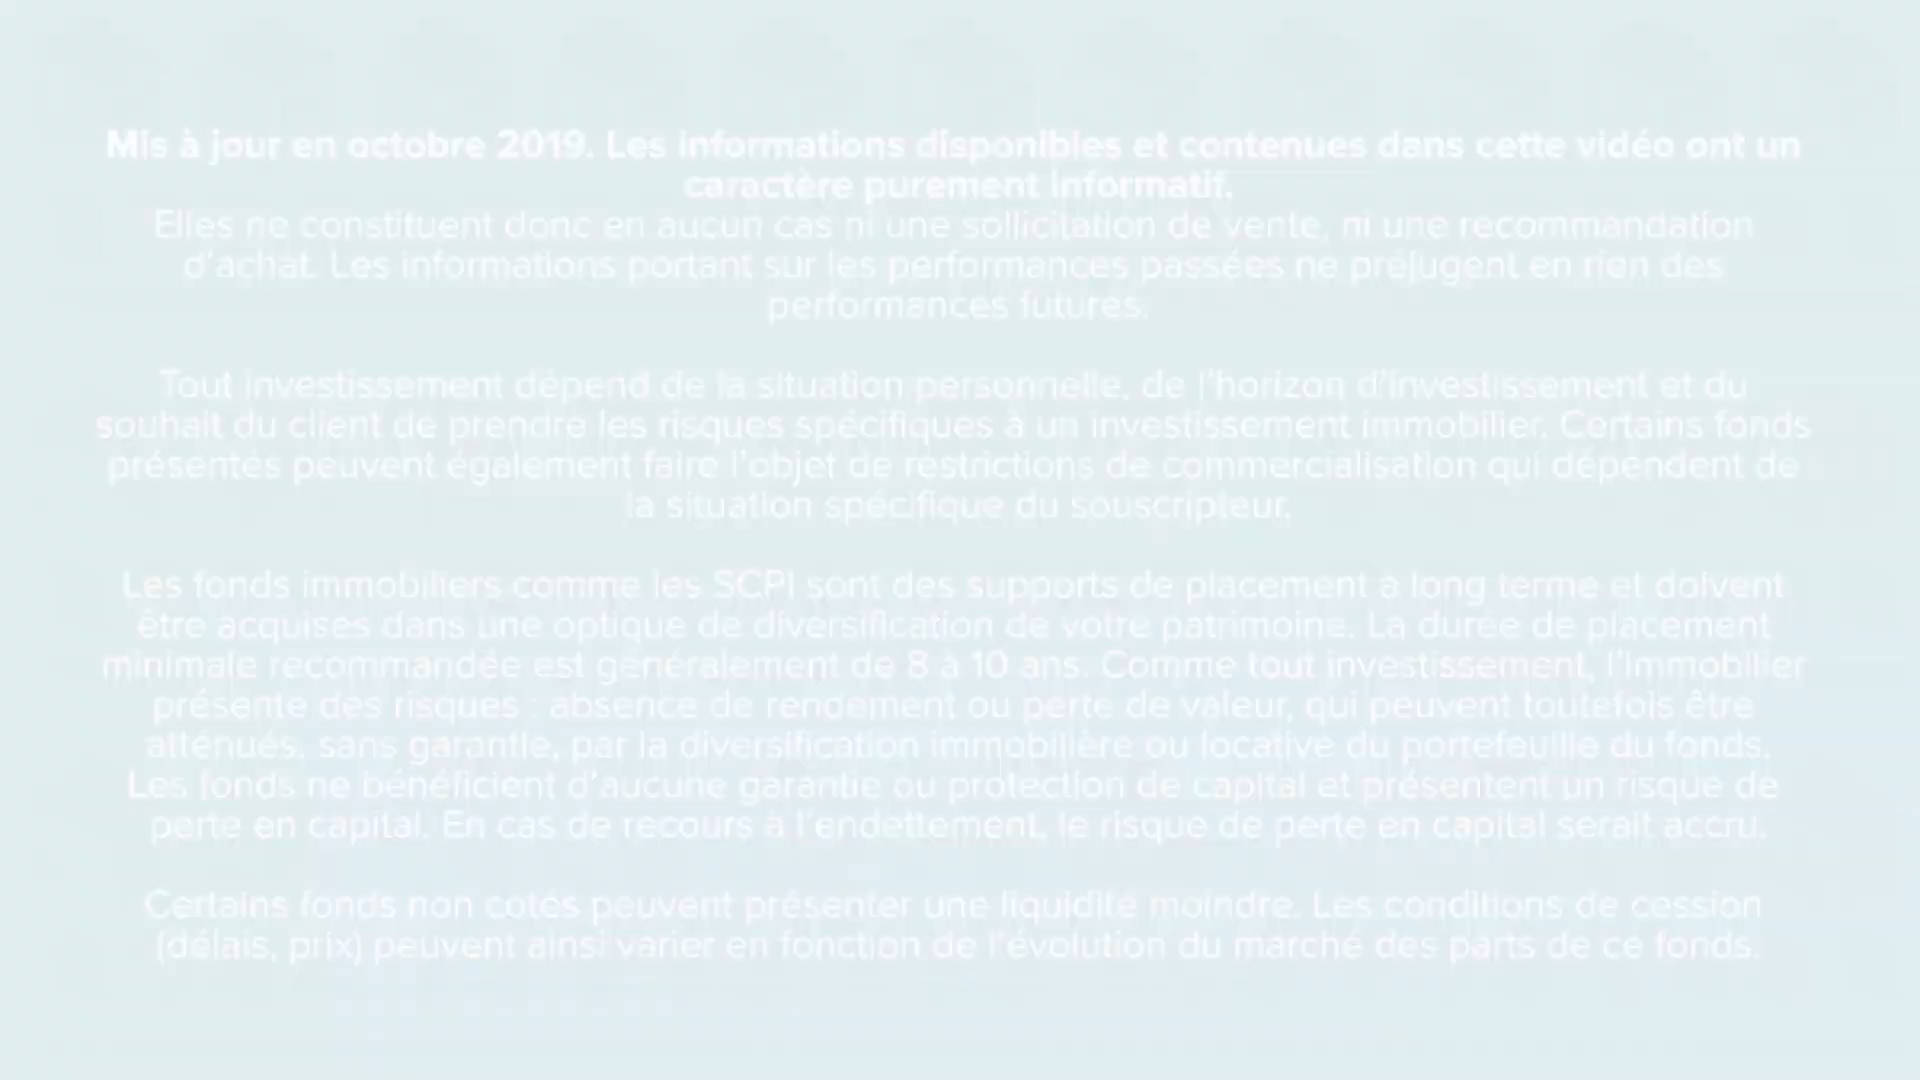 Mis à jour en octobre 2019. Les informations disponibles et contenues dans cette vidéo ont un
caractère purement informatif.
Elles ne constituent donc en aucun cas ni une sollicitation de vente, ni une recommandation
d'achat. Les informations portant sur les performances passées ne préjugent en rien des
performances futures.
Tout investissement dépend de la situation personnelle, de l'horizon d'investissement et du
souhait du client de prendre les risques spécifiques à un investissement immobilier. Certains fonds
présentés peuvent également faire l'objet de restrictions de commercialisation qui dépendent de
la situation spécifique du souscripteur.
Les fonds immobiliers comme les SCPI sont des supports de placement à long terme et doivent
être acquises dans une optique de diversification de votre patrimoine. La durée de placement
minimale recommandée est généralement de 8 à 10 ans. Comme tout investissement, l'immobilier
présente des risques : absence de rendement ou perte de valeur, qui peuvent toutefois être
atténués, sans garantie, par la diversification immobilière ou locative du portefeuille du fonds.
Les fonds ne bénéficient d'aucune garantie ou protection de capital et présentent un risque de
perte en capital. En cas de recours à l'endettement, le risque de perte en capital serait accru.
Certains fonds non cotés peuvent présenter une liquidité moindre. Les conditions de cession
(délais, prix) peuvent ainsi varier en fonction de l'évolution du marché des parts de ce fonds.